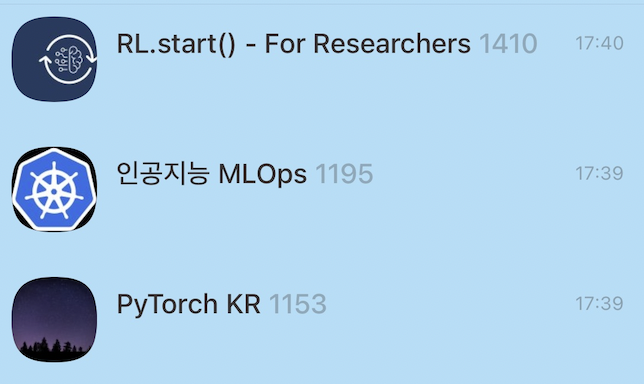 RL.start() - For Researchers 1410 17:40
인공지능 MLOps 1195 17:39
PyTorch KR 1153 17:39